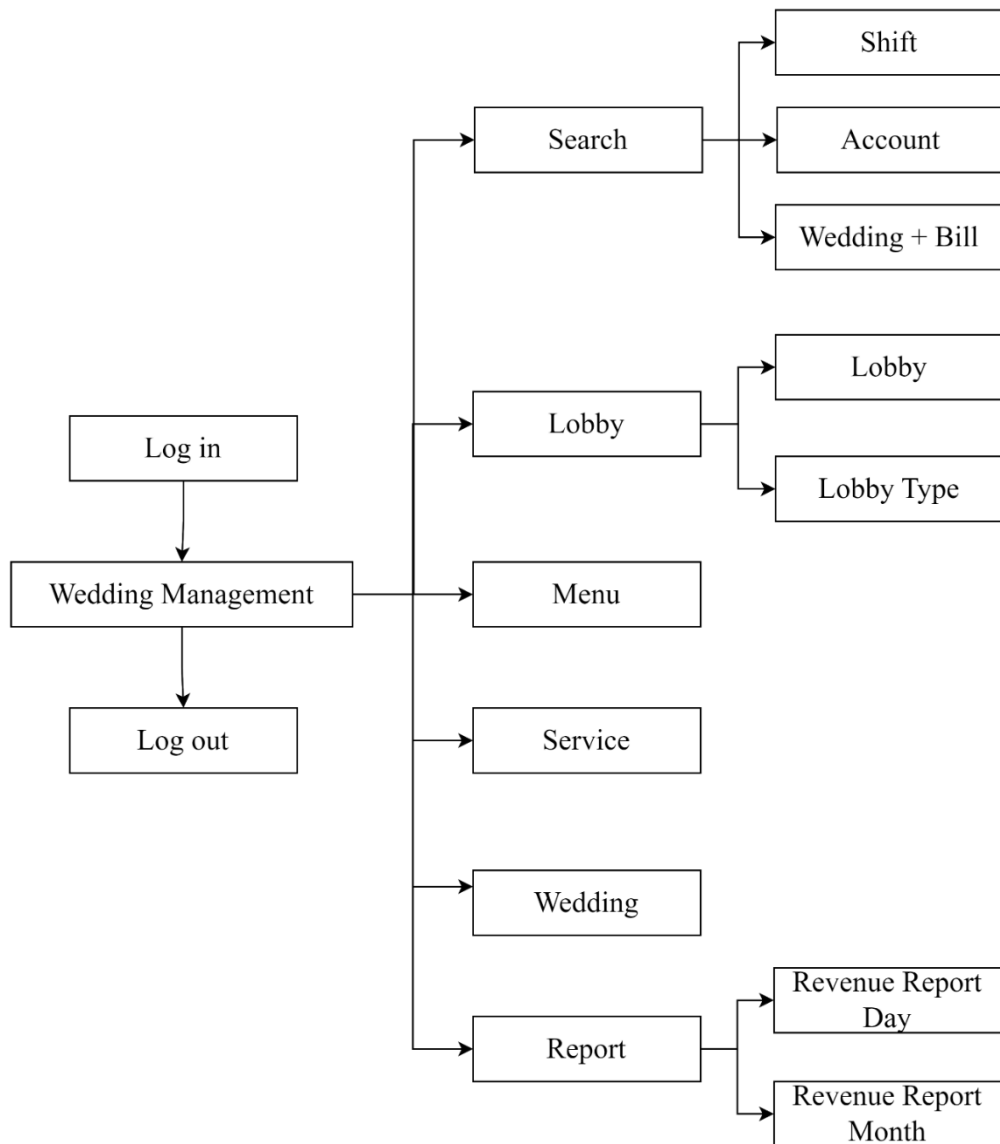 Shift
Search
Account
Wedding + Bill
Lobby
Lobby
Lobby Type
Log in
Wedding Management
Log out
Menu
Service
Wedding
Report
Revenue Report
Day
Revenue Report
Month